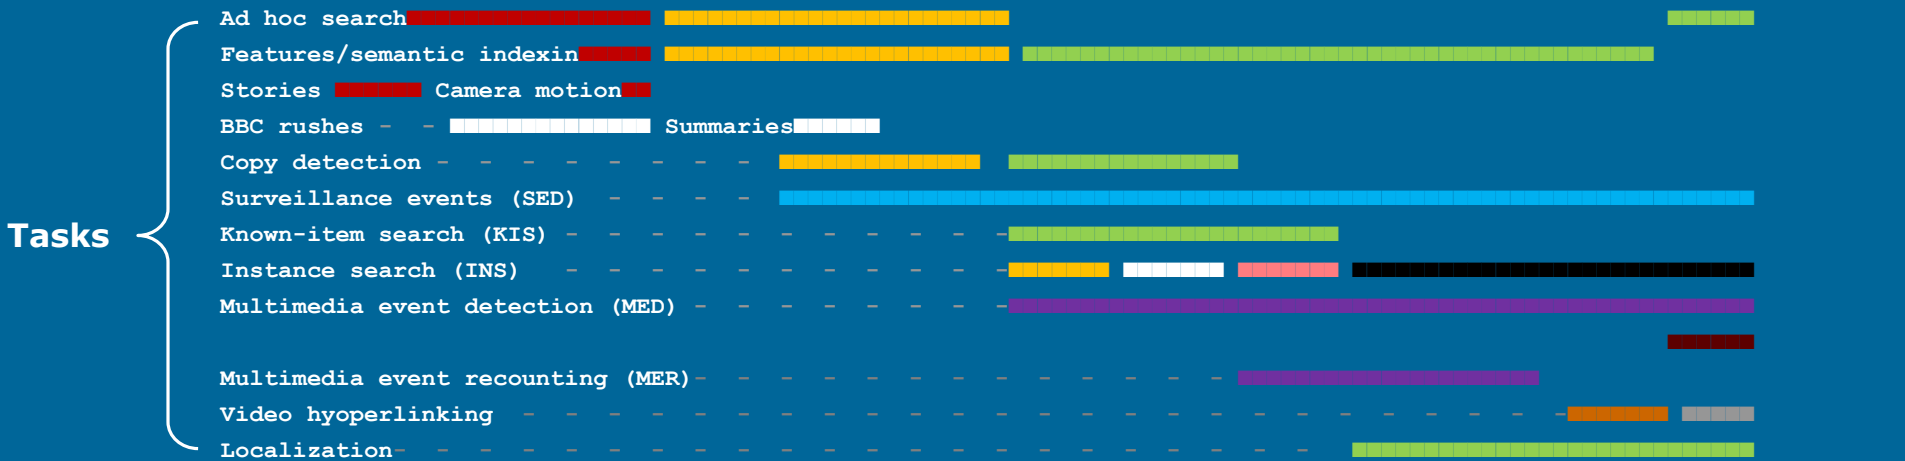 Ad hoc search
Features/semantic indexin
Stories Camera motion
BBC rushes - - Summaries
Copy detection - - - - - - - -
Surveillance events (SED) - - - -
Tasks
Known-item search (KIS) - - - - - - - - - - -
Instance search (INS) - - - - - - - - - - -
Multimedia event detection (MED) - - - - - - - -
Multimedia event recounting (MER)- - - - - - - - - - - - -
Video hyoperlinking - - - - - - - - - - - - - - - - - - - - - - - - -
Localization- - - - - - - - - - - - - - - - - - - - - -